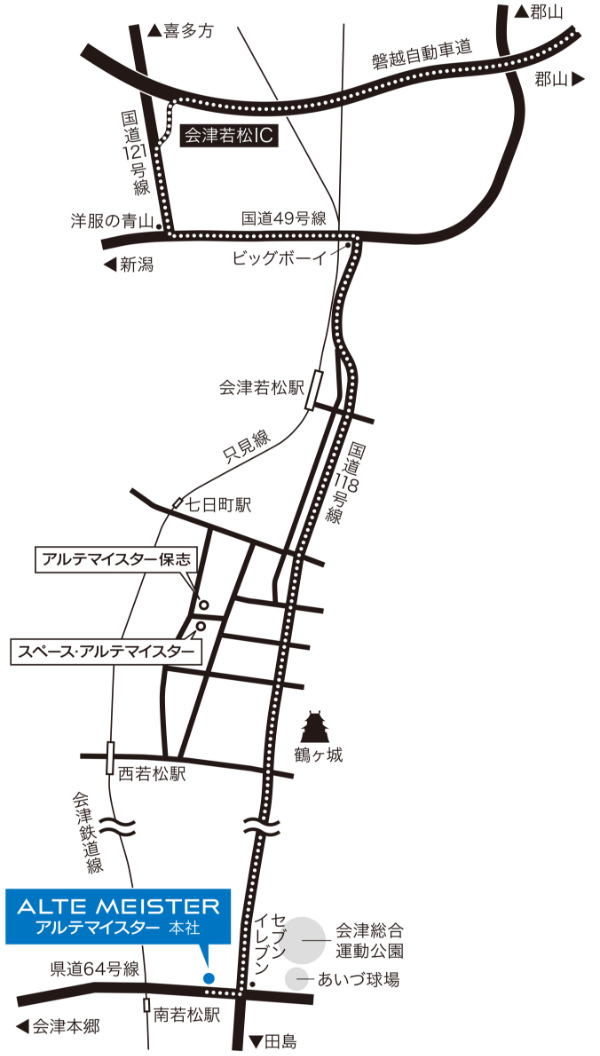 ▲郡山
▲喜多方
磐越自動車道
郡山▶
国道121号線
会津若松IC
洋服の青山
国道49号線
◀新潟
ビッグボーイ
会津若松駅
只見線
国道118号線
七日町駅
アルテマイスター保志
スペース・アルテマイスター
鶴ヶ城
西若松駅
会津鉄道線
ALTE MEISTER
アルテマイスター 本社
セブン
イレブン
会津総合
運動公園
県道64号線
あいづ球場
南若松駅
◀会津本郷
▼田島